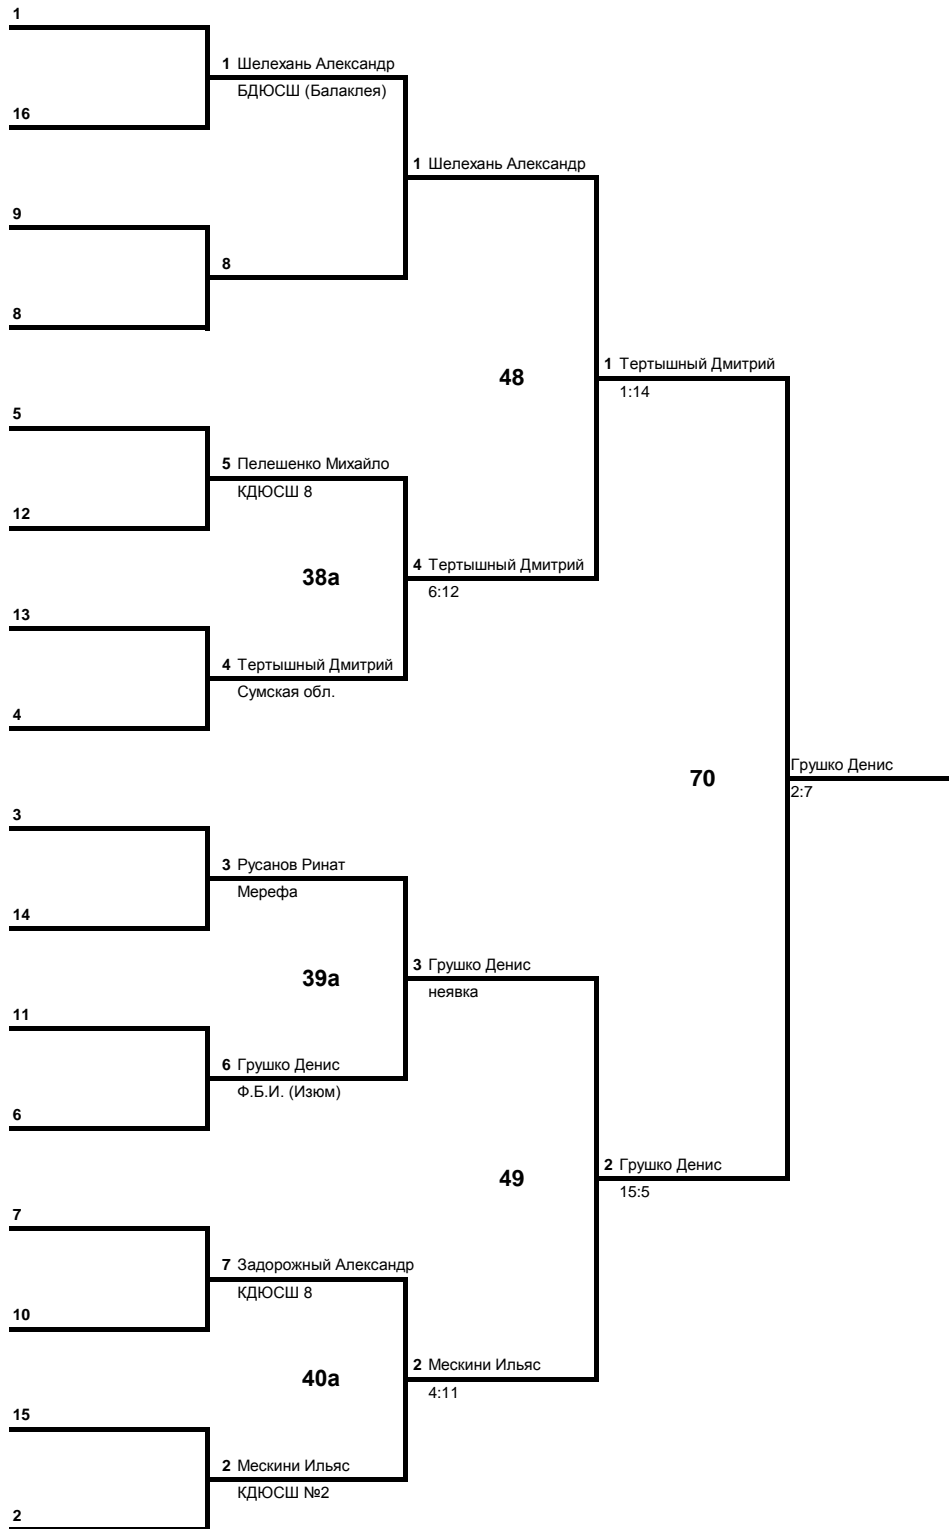 1
1 Шелехань Александр
БДЮСШ (Балаклея)
16
1 Шелехань Александр
9
8
8
1 Тертышный Дмитрий
48
1:14
5
5 Пелешенко Михайло
КДЮСШ 8
12
4 Тертышный Дмитрий
38а
6:12
13
4 Тертышный Дмитрий
Сумская обл.
4
Грушко Денис
70
2:7
3
3 Русанов Ринат
Мерефа
14
3 Грушко Денис
39а
неявка
11
6 Грушко Денис
Ф.Б.И. (Изюм)
6
2 Грушко Денис
49
15:5
7
7 Задорожный Александр
КДЮСШ 8
10
2 Мескини Ильяс
40а
4:11
15
2 Мескини Ильяс
КДЮСШ №2
2